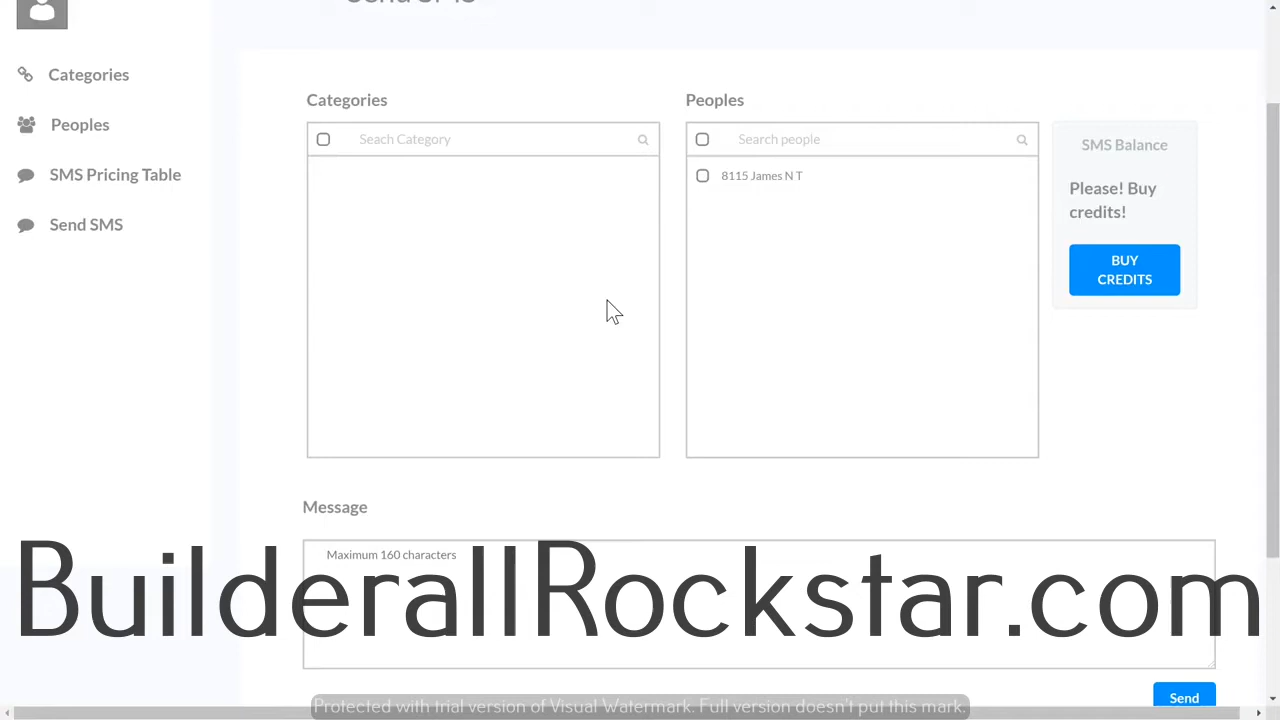 Send SMS
Categories
Peoples
SMS Pricing Table
Send SMS
Categories
Seach Category
Peoples
Search people
8115 James N T
SMS Balance
Please! Buy
credits!
BUY
CREDITS
Message
Maximum 160 characters
BuilderallRockstar.com
Send
Protected with trial version of Visual Watermark. Full version doesn't put this mark.